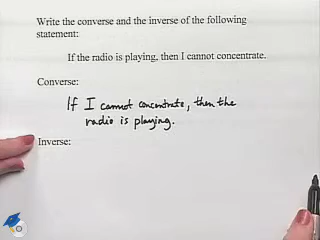 Write the converse and the inverse of the following
statement:
If the radio is playing, then I cannot concentrate.
Converse:
If I cannot concentrate, then the
radio is playing.
Inverse: